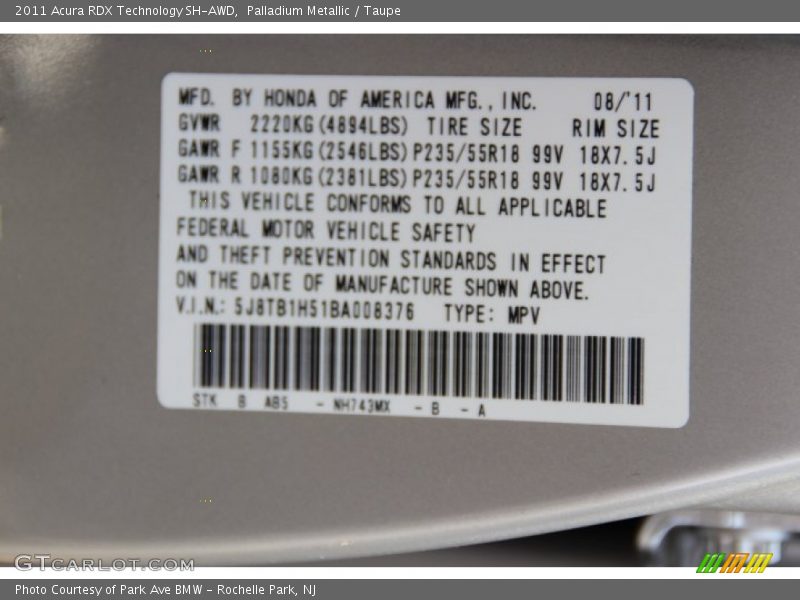 2011 Acura RDX Technology SH-AWD,  Palladium Metallic / Taupe
MFD. BY HONDA OF AMERICA MFG., INC. 08/'11
GVWR 2220KG(4894LBS) TIRE SIZE RIM SIZE
GAWR F 1155KG(2546LBS) P235/55R18 99V 18X7.5J
GAWR R 1080KG(2381LBS) P235/55R18 99V 18X7.5J
THIS VEHICLE CONFORMS TO ALL APPLICABLE
FEDERAL MOTOR VEHICLE SAFETY
AND THEFT PREVENTION STANDARDS IN EFFECT
ON THE DATE OF MANUFACTURE SHOWN ABOVE.
V.I.N.: 5J8TB1H51BA008376 TYPE: MPV
STK B AB5 - NH743MX - B - A
GTCARLOT.COM
Photo Courtesy of Park Ave BMW - Rochelle Park, NJ